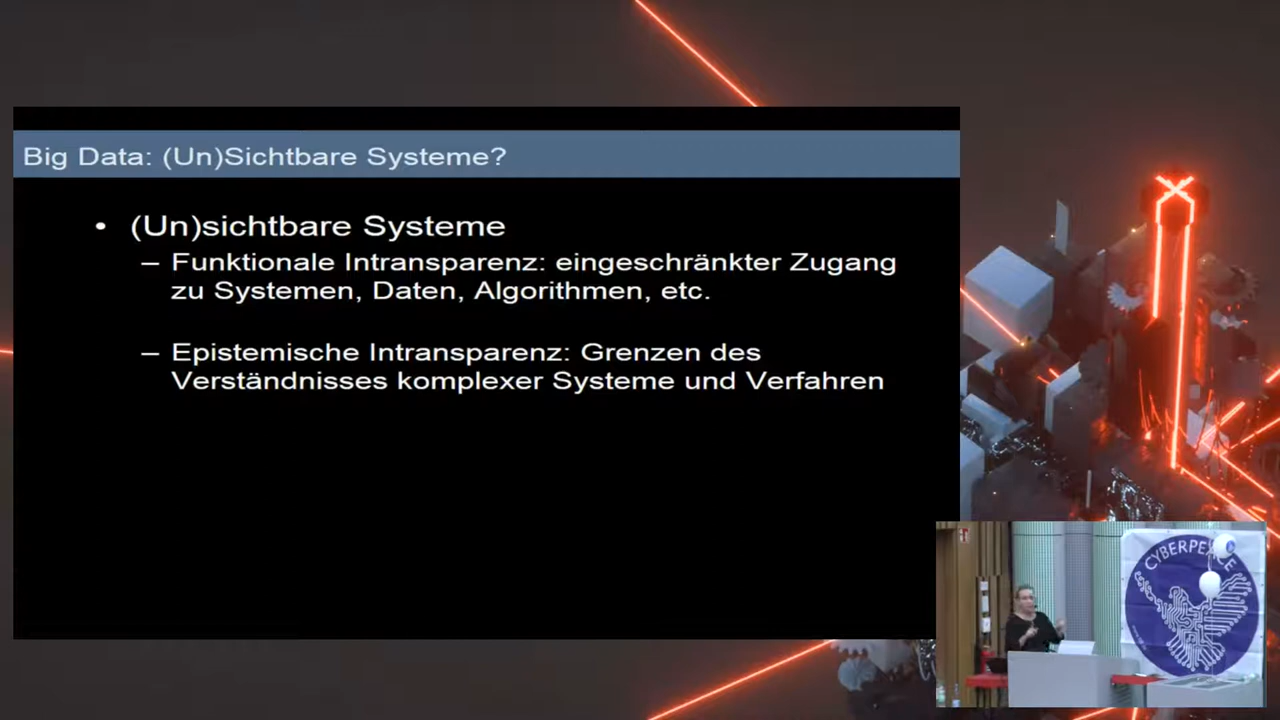 Big Data: (Un)Sichtbare Systeme?
• (Un)sichtbare Systeme
– Funktionale Intransparenz: eingeschränkter Zugang
zu Systemen, Daten, Algorithmen, etc.
– Epistemische Intransparenz: Grenzen des
Verständnisses komplexer Systeme und Verfahren
CYBERPEACE